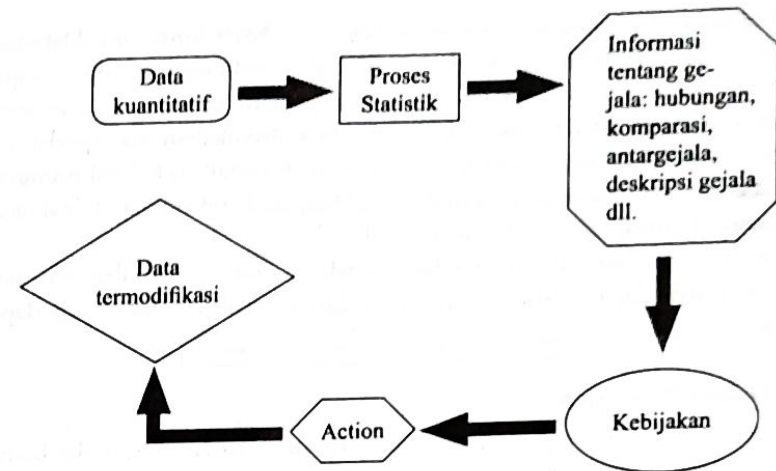 Data
kuantitatif
Proses
Statistik
Informasi
tentang ge-
jala: hubungan,
komparasi,
antargejala,
deskripsi gejala
dll.
Data
termodifikasi
Action
Kebijakan